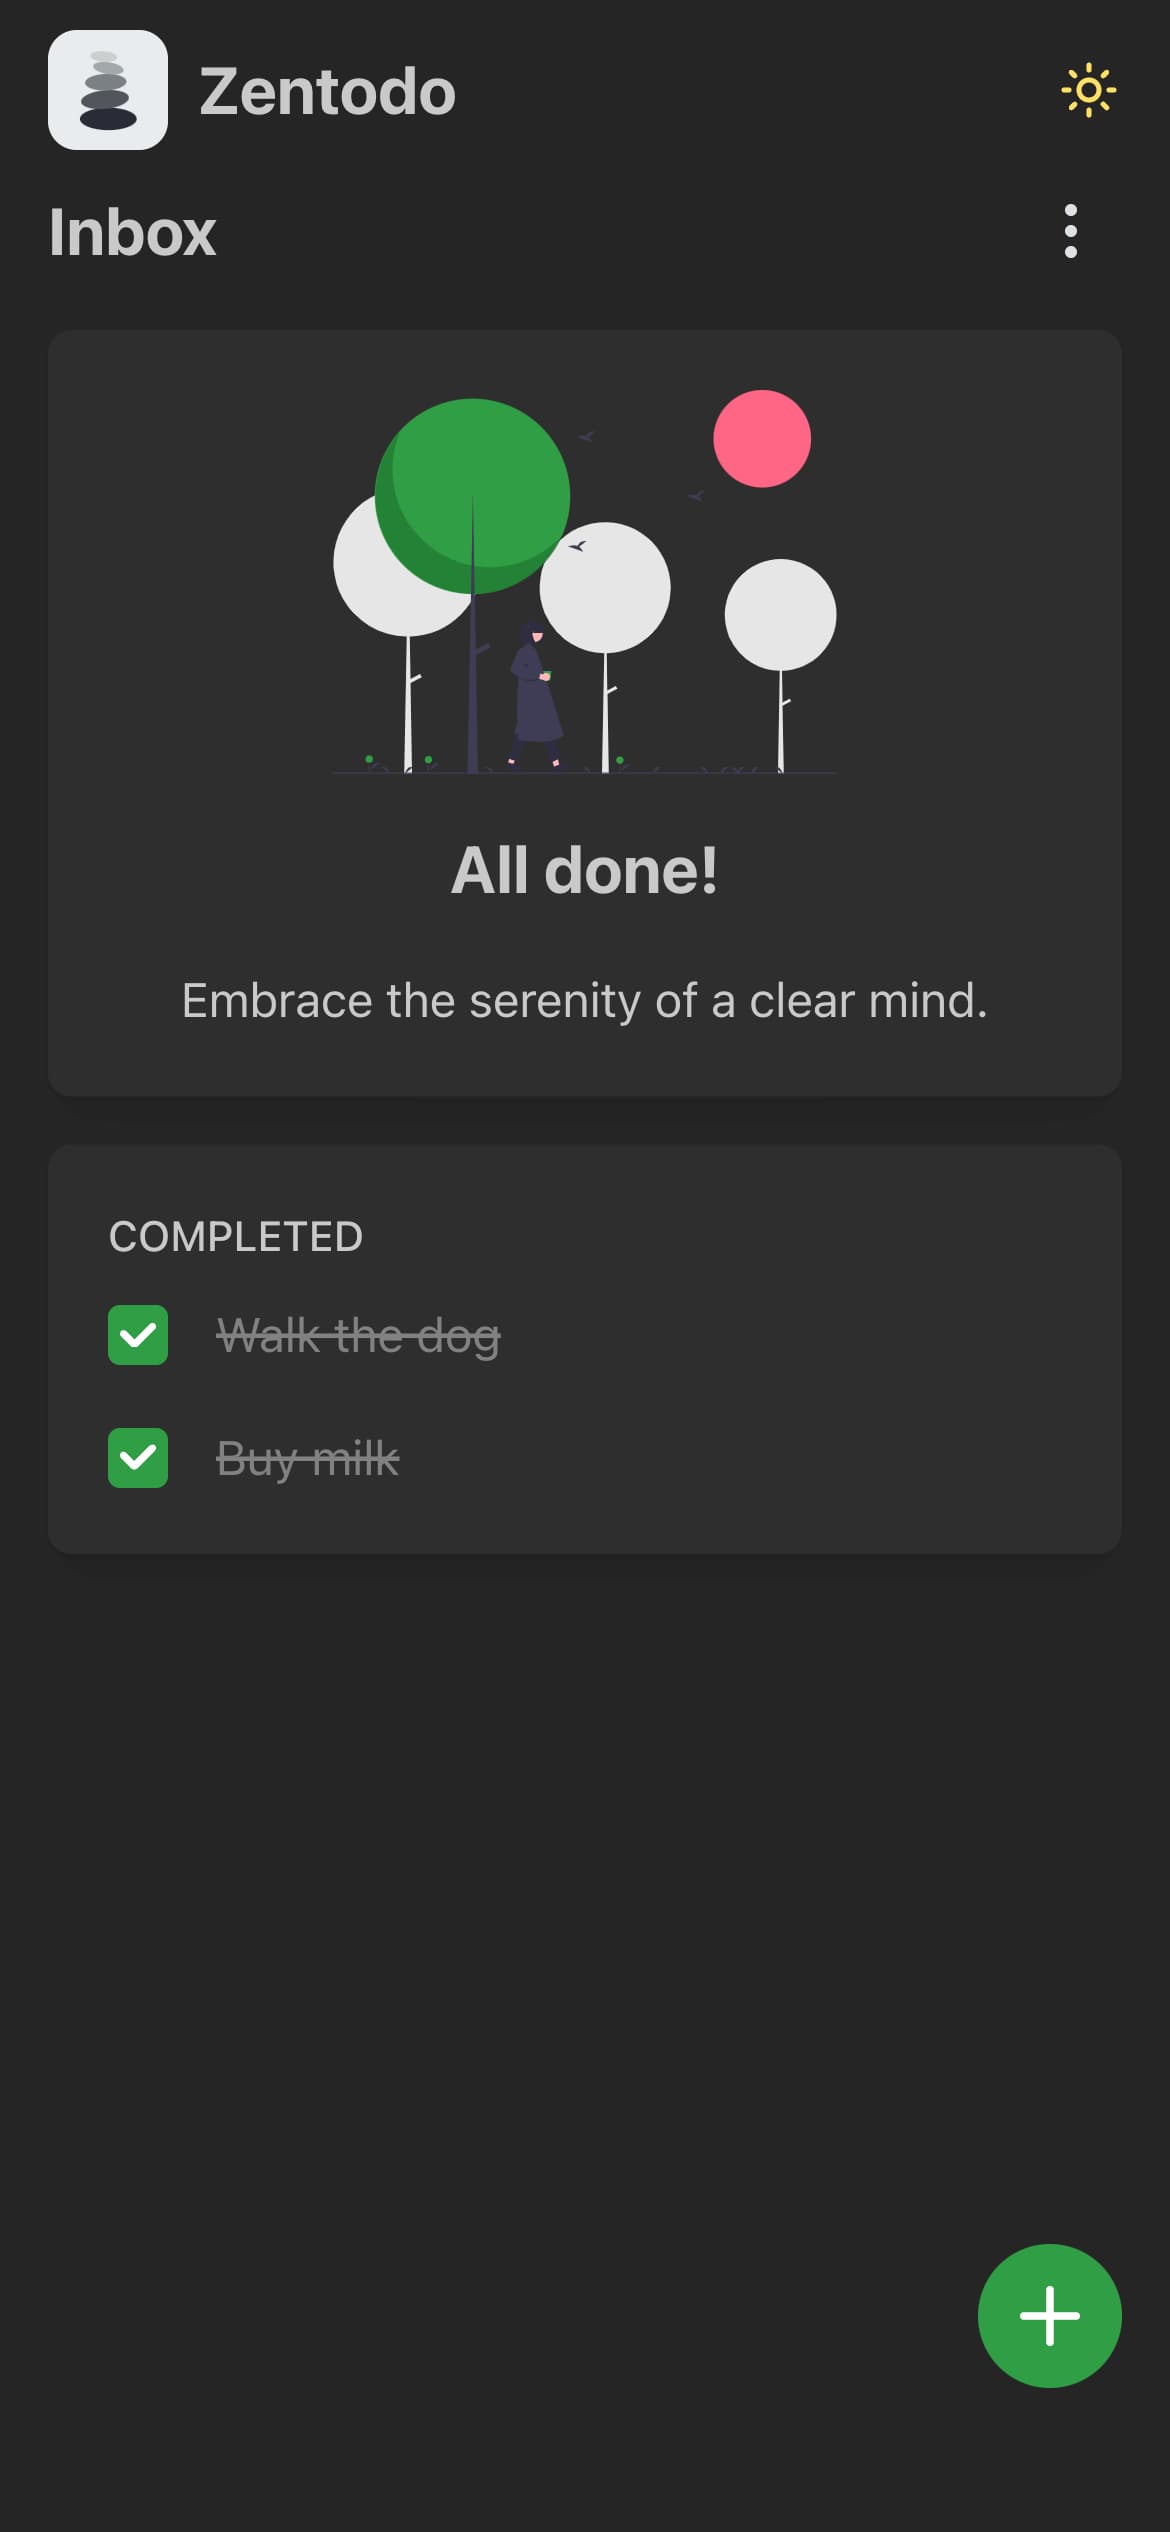 Zentodo
Inbox
All done!
Embrace the serenity of a clear mind.
COMPLETED
Walk the dog
Buy milk